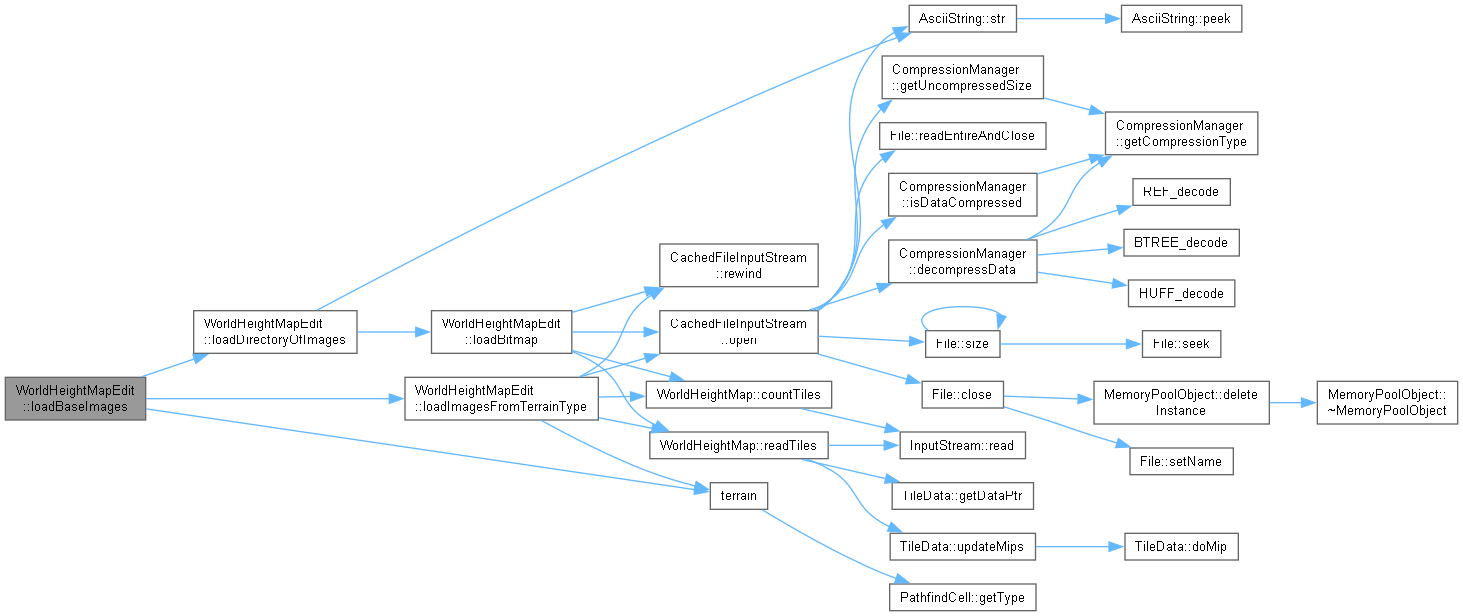 AsciiString::str
AsciiString::peek
CompressionManager
::getUncompressedSize
File::readEntireAndClose
CompressionManager
::getCompressionType
CompressionManager
::isDataCompressed
REF_decode
BTREE_decode
CachedFileInputStream
::rewind
CompressionManager
::decompressData
HUFF_decode
WorldHeightMapEdit
::loadDirectoryOfImages
WorldHeightMapEdit
::loadBitmap
CachedFileInputStream
::open
File::size
File::seek
WorldHeightMapEdit
::loadBaseImages
WorldHeightMapEdit
::loadImagesFromTerrainType
WorldHeightMap::countTiles
File::close
MemoryPoolObject::delete
Instance
MemoryPoolObject::
~MemoryPoolObject
WorldHeightMap::readTiles
InputStream::read
File::setName
terrain
TileData::getDataPtr
TileData::updateMips
TileData::doMip
PathfindCell::getType